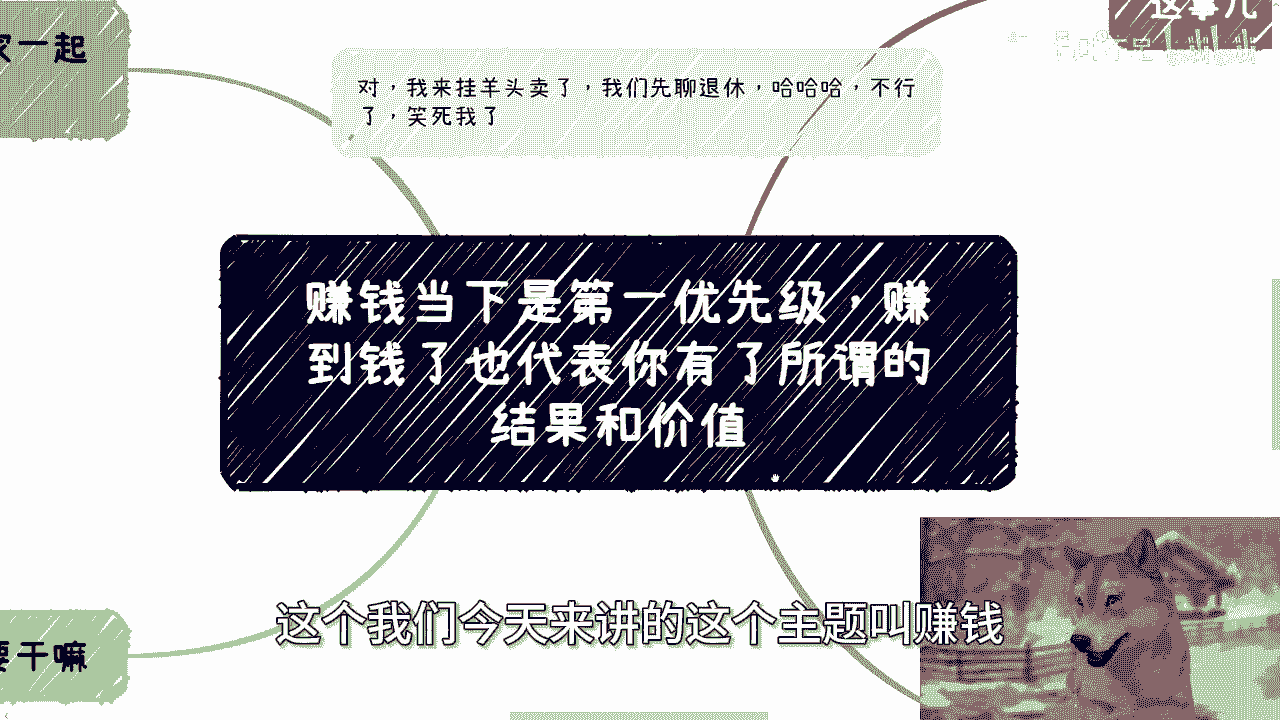 这事儿
家一起
对，我来挂羊头卖了，我们先聊退休，哈哈哈，不行
了，笑死我了
赚钱当下是第一优先级，赚
到钱了也代表你有了所谓的
结果和价值
这个我们今天来讲的这个主题叫赚钱
要干嘛